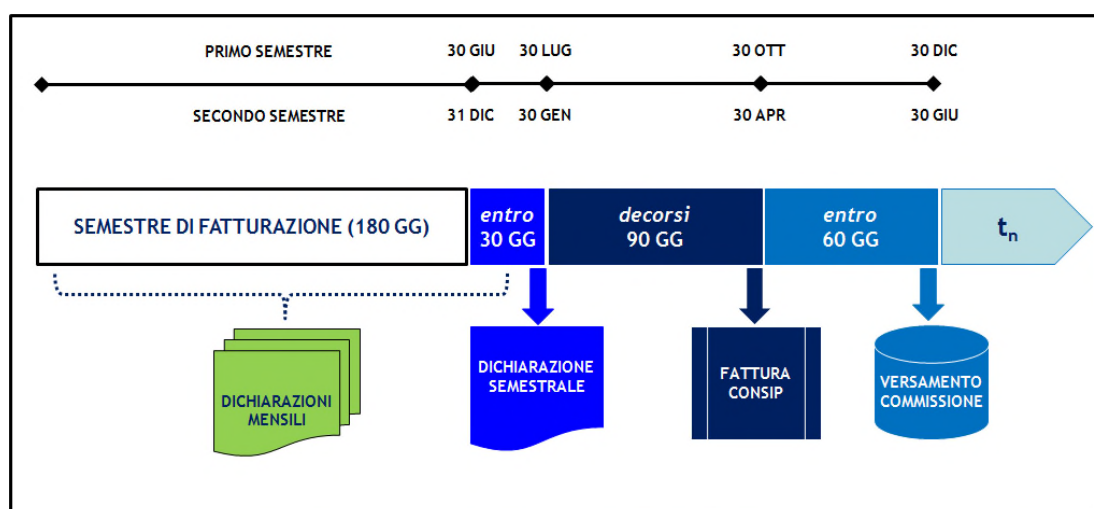 PRIMO SEMESTRE
30 GIU
30 LUG
30 OTT
30 DIC
SECONDO SEMESTRE
31 DIC
30 GEN
30 APR
30 GIU
SEMESTRE DI FATTURAZIONE (180 GG)
entro
30 GG
decorsi
90 GG
entro
60 GG
tn
DICHIARAZIONI
MENSILI
DICHIARAZIONE
SEMESTRALE
FATTURA
CONSIP
VERSAMENTO
COMMISSIONE